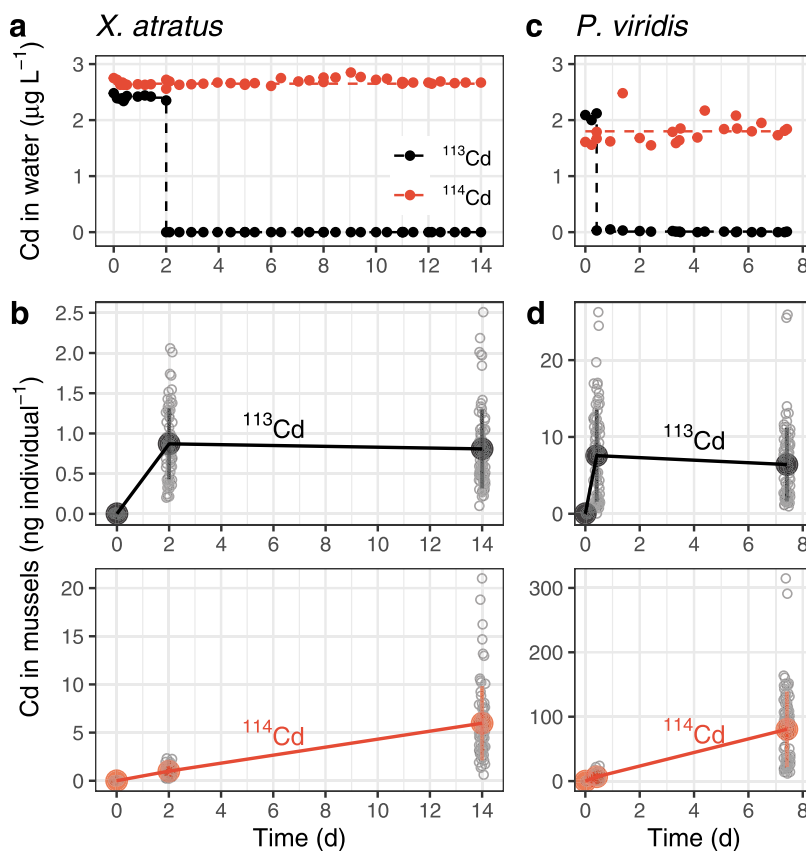 a X. atratus
c P. viridis
Cd in water (µg L⁻¹)
3
2
1
0
¹¹³Cd
¹¹⁴Cd
0 2 4 6 8 10 12 14
3
2
1
0
0 2 4 6 8
b
Cd in mussels (ng individual⁻¹)
2.5
2.0
1.5
1.0
0.5
0.0
¹¹³Cd
0 2 4 6 8 10 12 14
d
20
10
0
¹¹³Cd
0 2 4 6 8
20
15
10
5
0
¹¹⁴Cd
0 2 4 6 8 10 12 14
Time (d)
300
200
100
0
¹¹⁴Cd
0 2 4 6 8
Time (d)